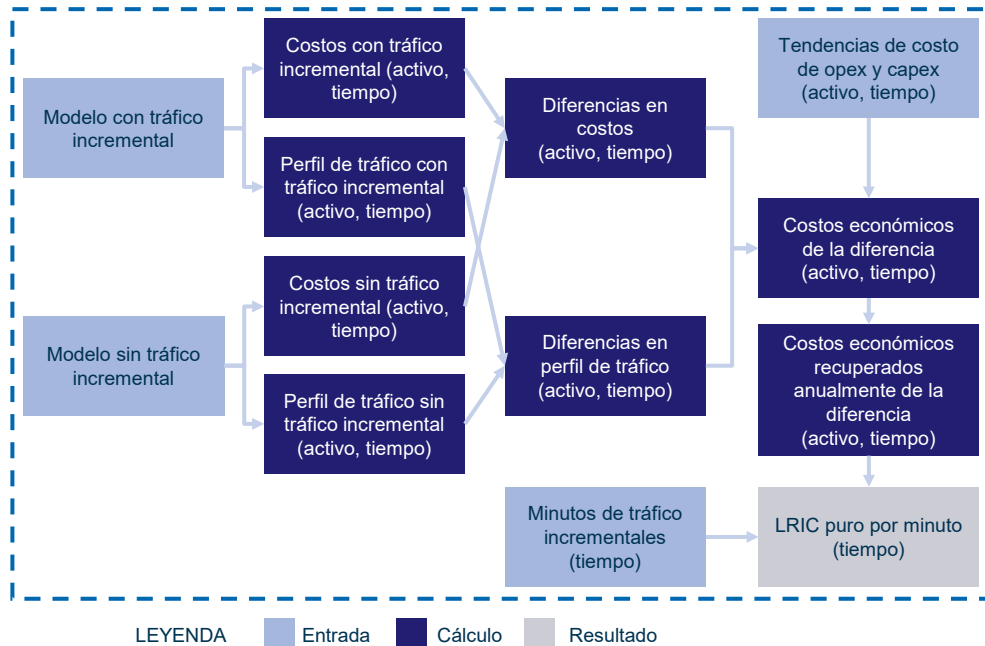 Modelo con tráfico
incremental
Modelo sin tráfico
incremental
Costos con tráfico
incremental (activo,
tiempo)
Perfil de tráfico con
tráfico incremental
(activo, tiempo)
Costos sin tráfico
incremental (activo,
tiempo)
Perfil de tráfico sin
tráfico incremental
(activo, tiempo)
Diferencias en
costos
(activo, tiempo)
Diferencias en
perfil de tráfico
(activo, tiempo)
Minutos de tráfico
incrementales
(tiempo)
Tendencias de costo
de opex y capex
(activo, tiempo)
Costos económicos
de la diferencia
(activo, tiempo)
Costos económicos
recuperados
anualmente de la
diferencia
(activo, tiempo)
LRIC puro por minuto
(tiempo)
LEYENDA
Entrada
Cálculo
Resultado